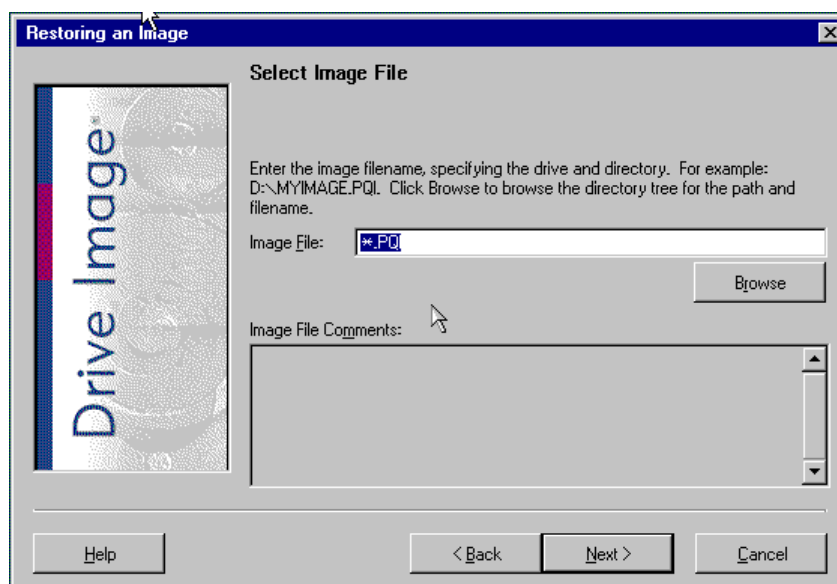 Restoring an Image
Select Image File
Drive Image®
Enter the image filename, specifying the drive and directory.  For example:
D:\MYIMAGE.PQI.  Click Browse to browse the directory tree for the path and
filename.
Image File:
*.PQI
Browse
Image File Comments:
Help
< Back
Next >
Cancel